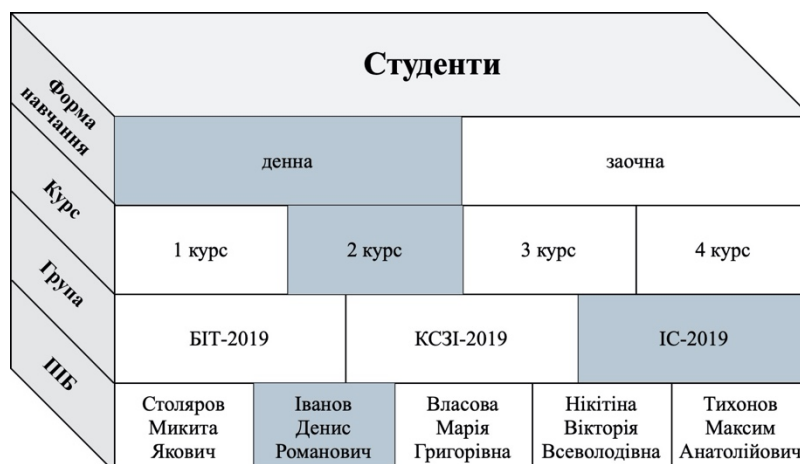 Студенти
Форма
навчання
денна
заочна
Курс
1 курс
2 курс
3 курс
4 курс
Група
БІТ-2019
КСЗІ-2019
ІС-2019
ПІБ
Столяров
Микита
Якович
Іванов
Денис
Романович
Власова
Марія
Григорівна
Нікітіна
Вікторія
Всеволодівна
Тихонов
Максим
Анатолійович